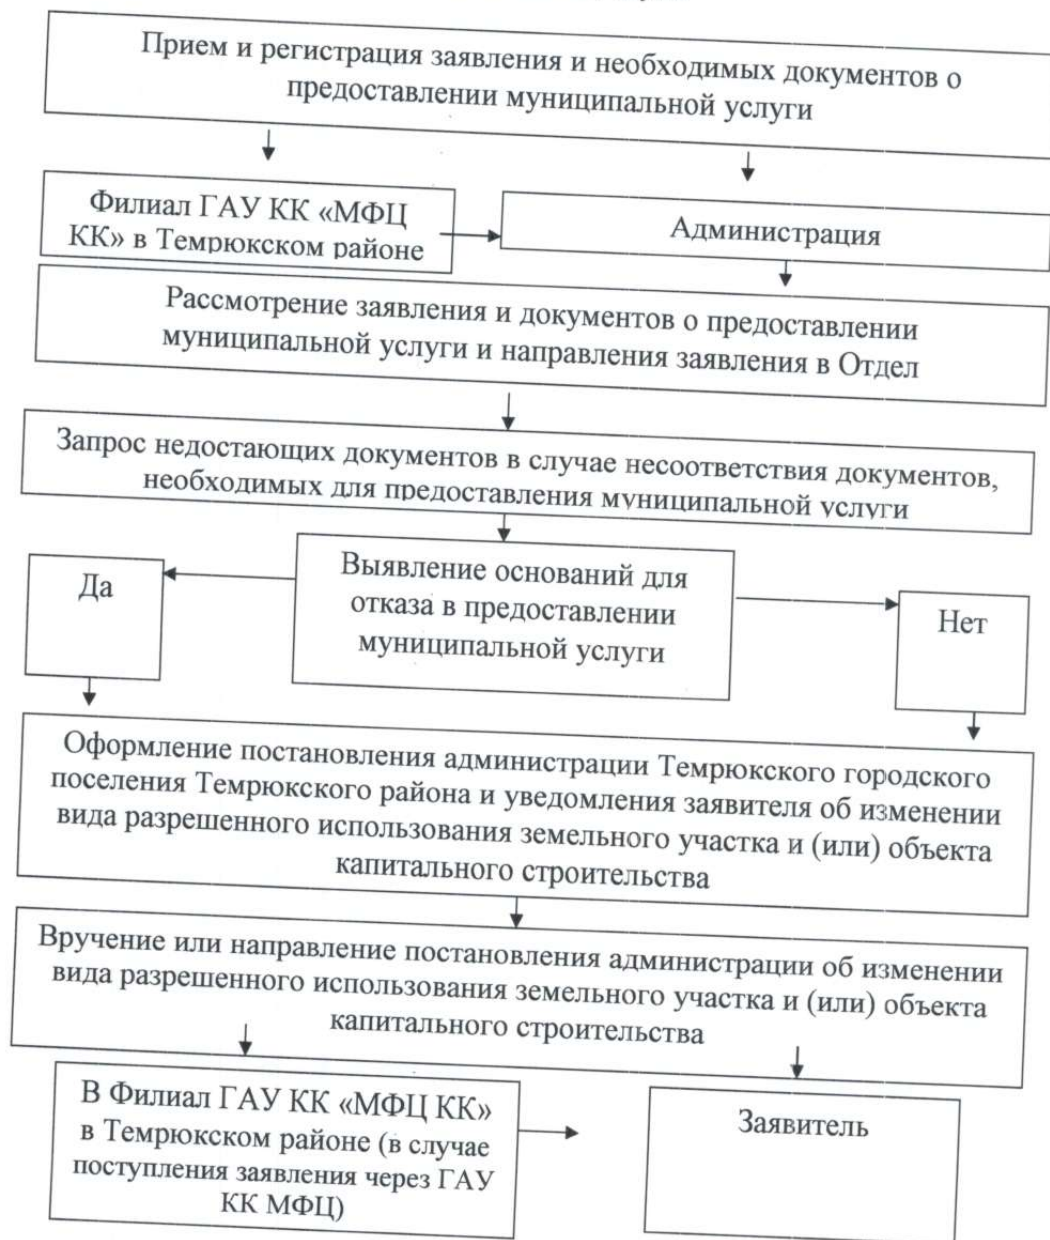 Прием и регистрация заявления и необходимых документов о
предоставлении муниципальной услуги
Филиал ГАУ КК «МФЦ
КК» в Темрюкском районе
Администрация
Рассмотрение заявления и документов о предоставлении
муниципальной услуги и направления заявления в Отдел
Запрос недостающих документов в случае несоответствия документов,
необходимых для предоставления муниципальной услуги
Да
Выявление оснований для
отказа в предоставлении
муниципальной услуги
Нет
Оформление постановления администрации Темрюкского городского
поселения Темрюкского района и уведомления заявителя об изменении
вида разрешенного использования земельного участка и (или) объекта
капитального строительства
Вручение или направление постановления администрации об изменении
вида разрешенного использования земельного участка и (или) объекта
капитального строительства
В Филиал ГАУ КК «МФЦ КК»
в Темрюкском районе (в случае
поступления заявления через ГАУ
КК МФЦ)
Заявитель